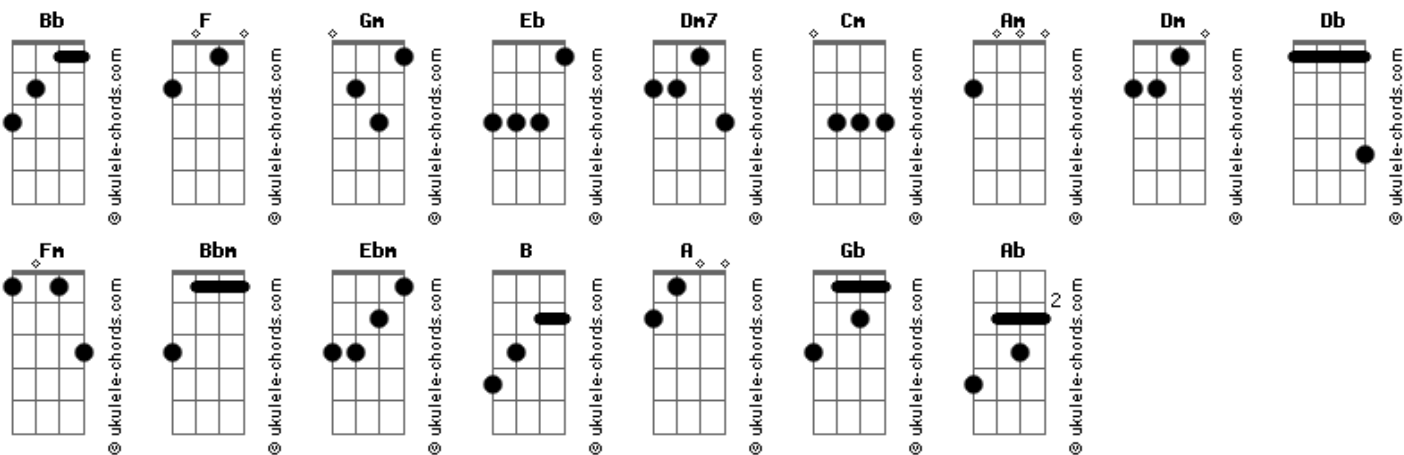 Bb F Gm Eb Dm7 Cm Am Dm Db
© ukulele-chords.com © ukulele-chords.com © ukulele-chords.com © ukulele-chords.com © ukulele-chords.com © ukulele-chords.com © ukulele-chords.com © ukulele-chords.com © ukulele-chords.com
Fm Bbm Ebm B A Gb Ab
2
© ukulele-chords.com © ukulele-chords.com © ukulele-chords.com © ukulele-chords.com © ukulele-chords.com © ukulele-chords.com © ukulele-chords.com